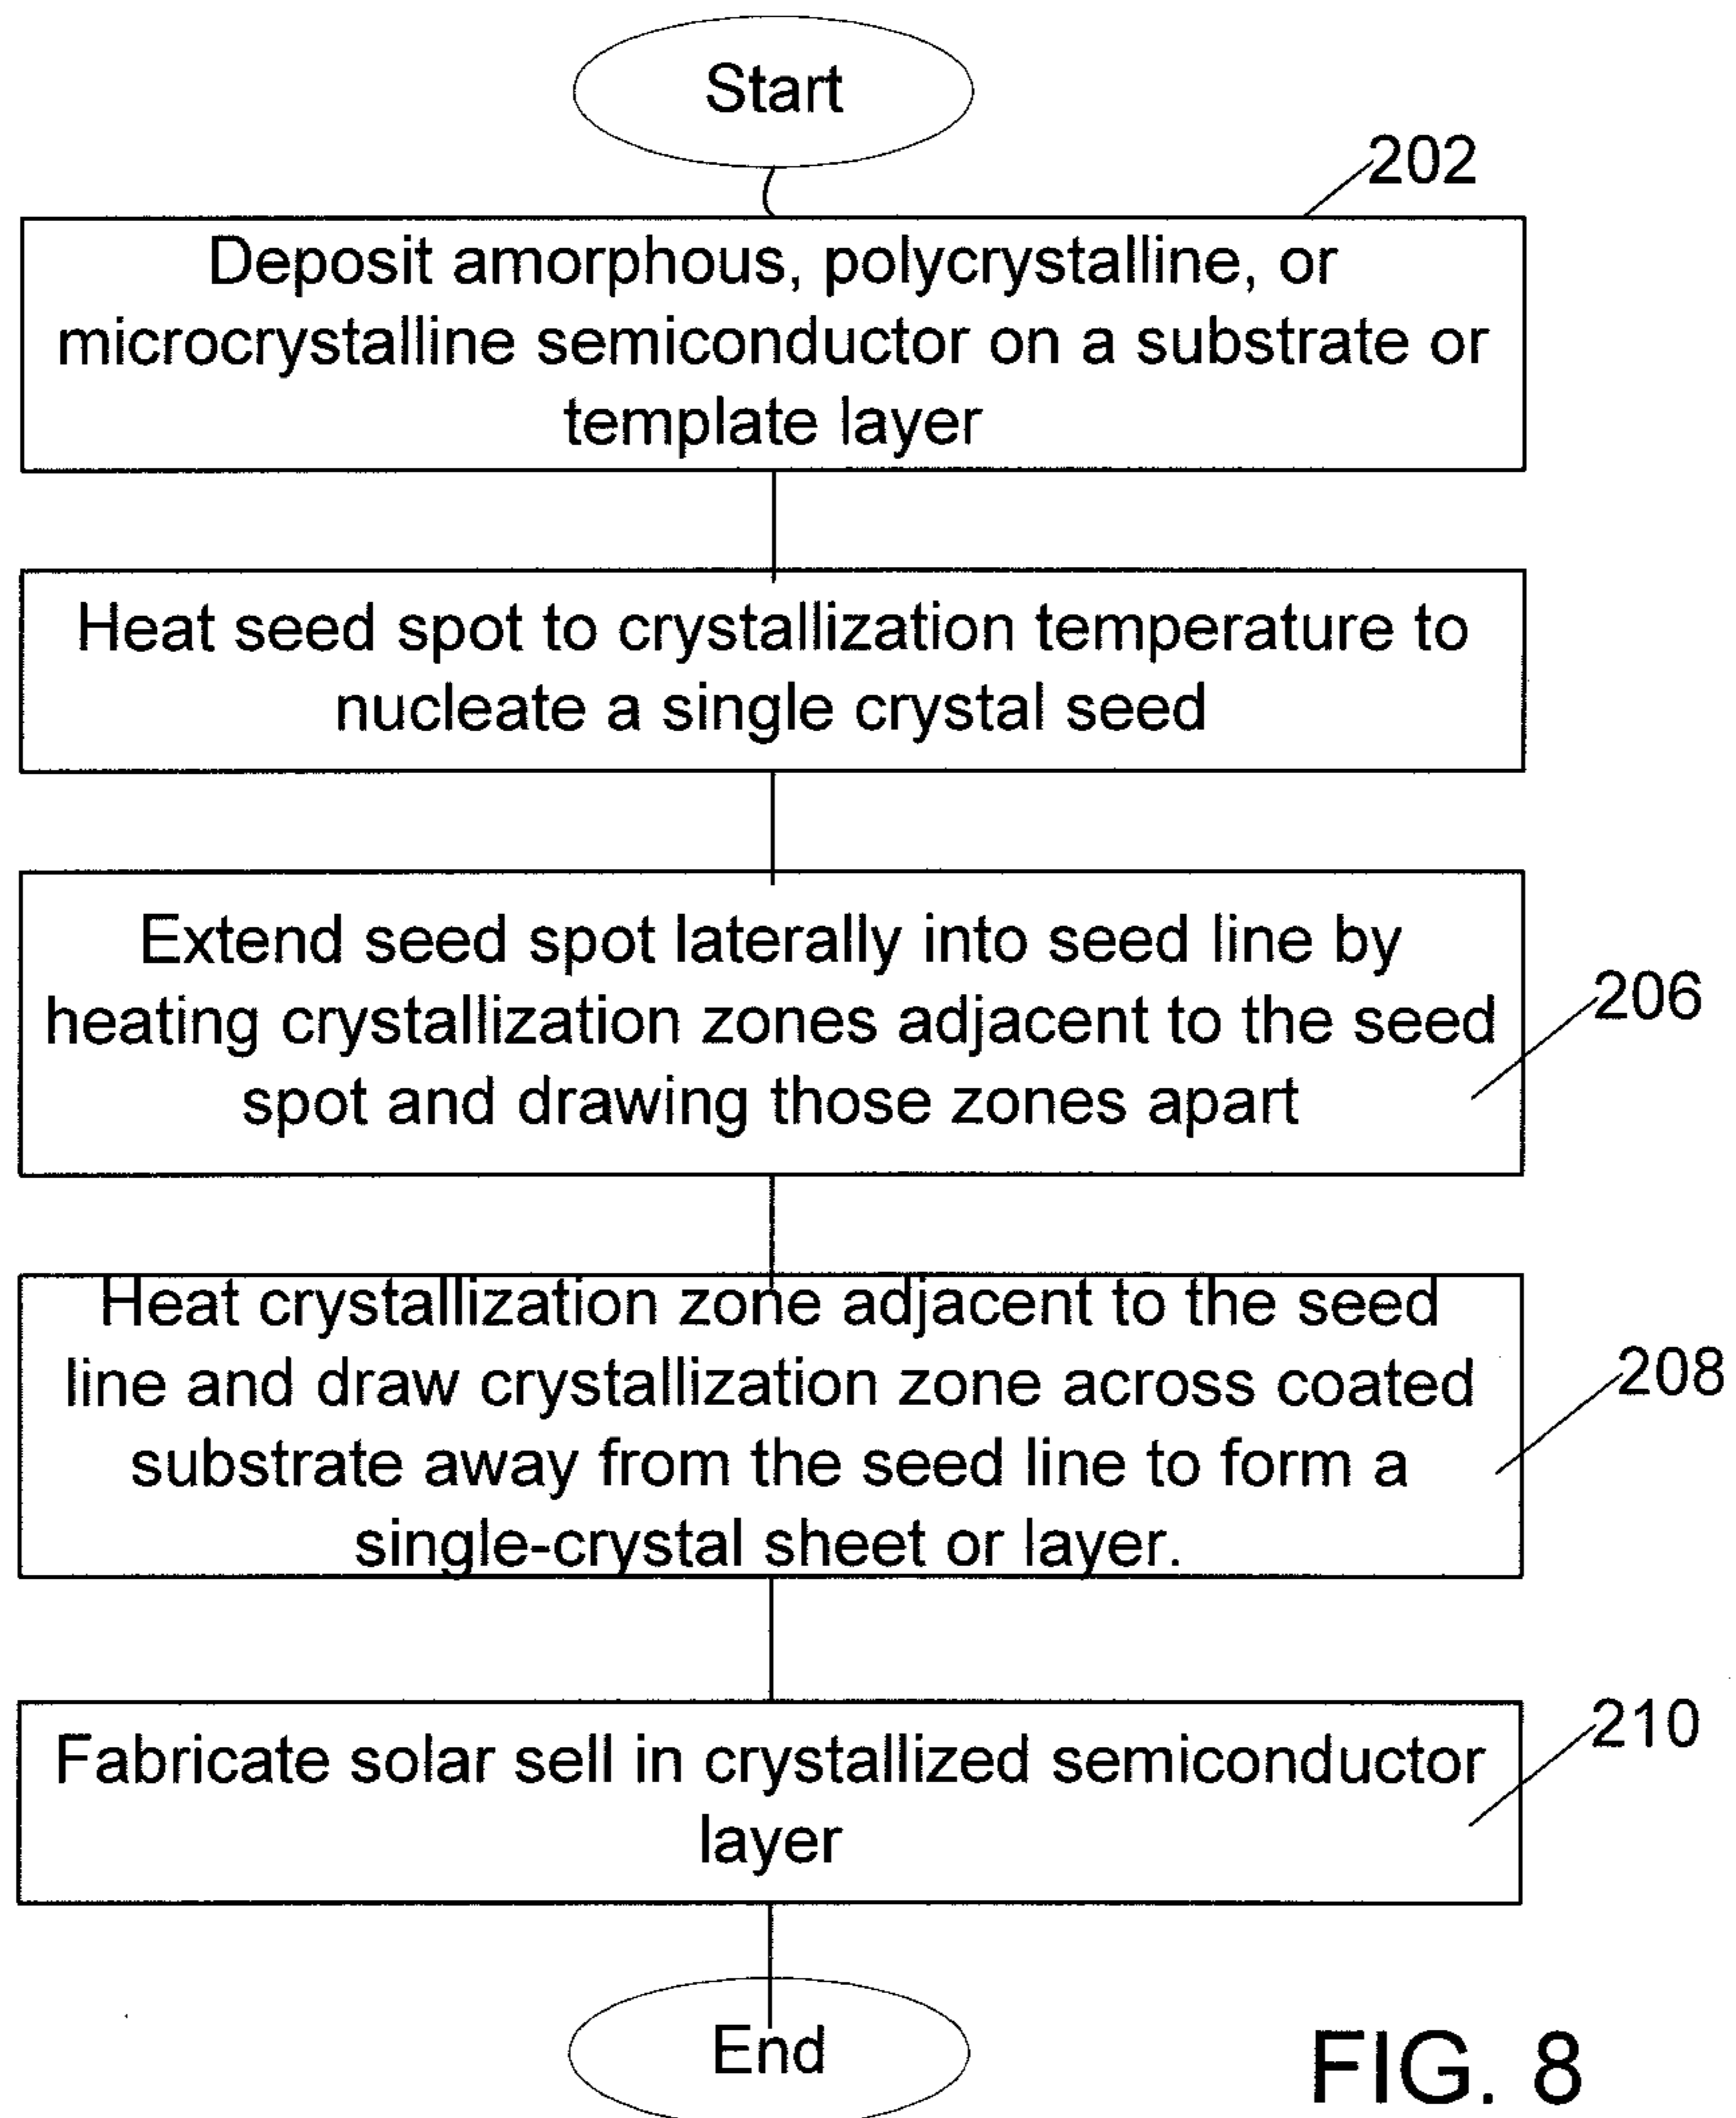 Start
202
Deposit amorphous, polycrystalline, or
microcrystalline semiconductor on a substrate or
template layer
Heat seed spot to crystallization temperature to
nucleate a single crystal seed
Extend seed spot laterally into seed line by
heating crystallization zones adjacent to the seed
spot and drawing those zones apart
206
Heat crystallization zone adjacent to the seed
line and draw crystallization zone across coated
substrate away from the seed line to form a
single-crystal sheet or layer.
208
Fabricate solar sell in crystallized semiconductor
layer
210
End
FIG. 8